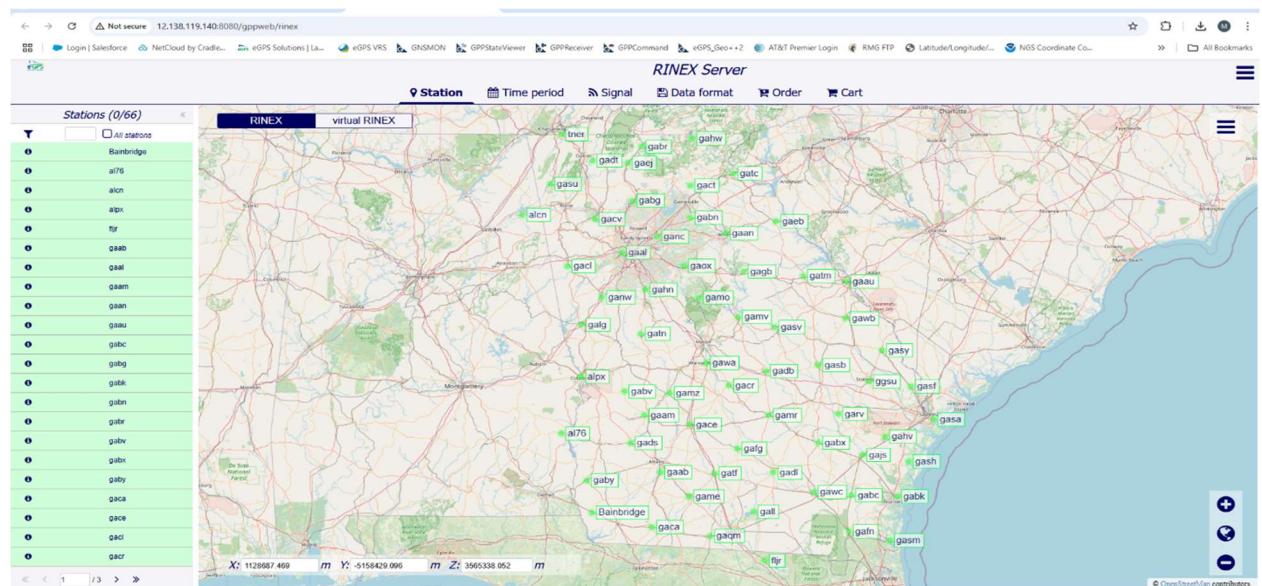 Not secure 12.138.119.140:8080/gppweb/rinex
Login | Salesforce NetCloud by Cradle... eGPS Solutions | La... eGPS VRS GNSMON GPPStateViewer GPPReceiver GPPCommand eGPS_Geo++2 AT&T Premier Login RMG FTP Latitude/Longitude/... NGS Coordinate Co... » All Bookmarks
RINEX Server
Station Time period Signal Data format Order Cart
Stations (0/66) «
All stations
Bainbridge
al76
alcn
alpx
fljr
gaab
gaal
gaam
gaan
gaau
gabc
gabg
gabk
gabn
gabr
gabv
gabx
gaby
gaca
gace
gacl
gacr
« < 1 /3 > »
RINEX virtual RINEX
tner
gahw
gabr
gadt
gaej
gatc
gasu
gact
gabg
alcn
gacv
gabn
gaeb
gaan
ganc
gaal
gacl
gaox
gagb
gatm
gaau
gahn
ganw
gamo
gamv
gawb
galg
gasv
gatn
gasy
gawa
gasb
gadb
alpx
ggsu
gacr
gasf
gabv
gamz
gaam
gamr
garv
gasa
gace
al76
gahv
gads
gabx
gafg
gajs
gash
gaab
gatf
gadl
gaby
gawc
gabc
gabk
game
Bainbridge
gall
gaca
gafn
gaqm
gasm
fljr
Montgomery
X: 1128687.469 m Y: -5158429.096 m Z: 3565338.052 m
© OpenStreetMap contributors